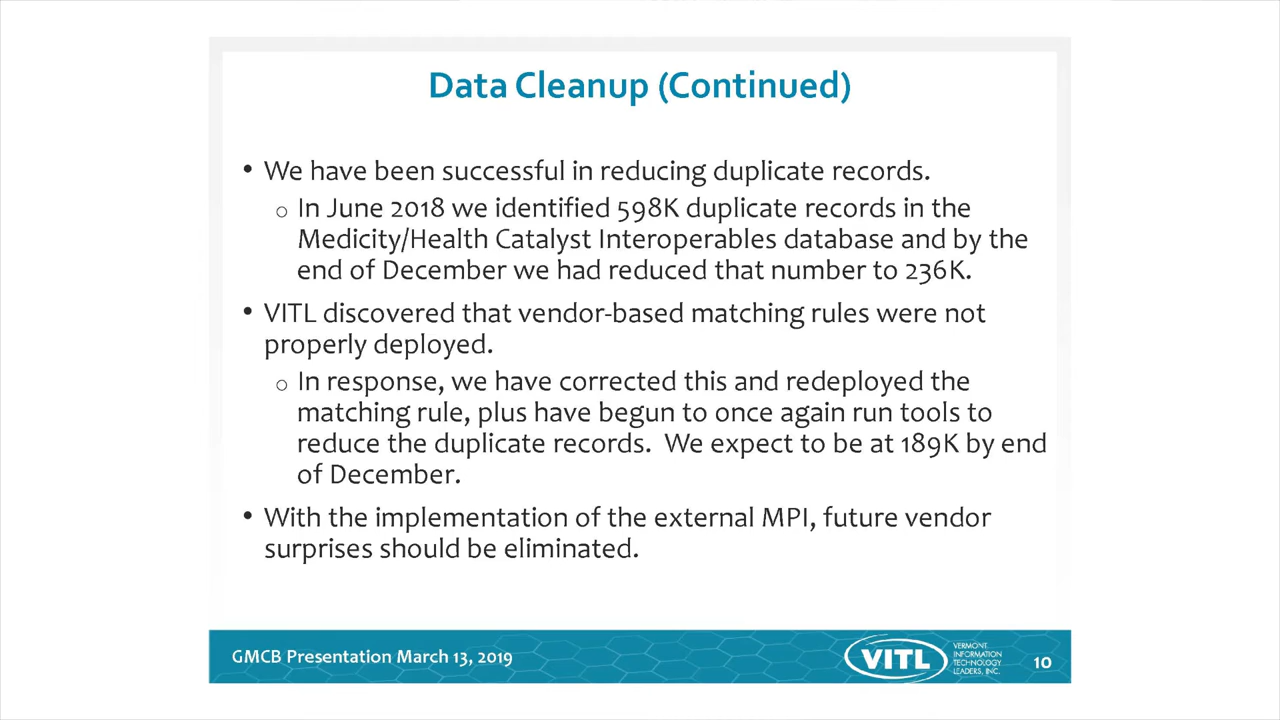 Data Cleanup (Continued)
• We have been successful in reducing duplicate records.
o In June 2018 we identified 598K duplicate records in the
Medicity/Health Catalyst Interoperables database and by the
end of December we had reduced that number to 236K.
• VITL discovered that vendor-based matching rules were not
properly deployed.
o In response, we have corrected this and redeployed the
matching rule, plus have begun to once again run tools to
reduce the duplicate records.  We expect to be at 189K by end
of December.
• With the implementation of the external MPI, future vendor
surprises should be eliminated.
GMCB Presentation March 13, 2019
VITL
VERMONT
INFORMATION
TECHNOLOGY
LEADERS, INC.
10